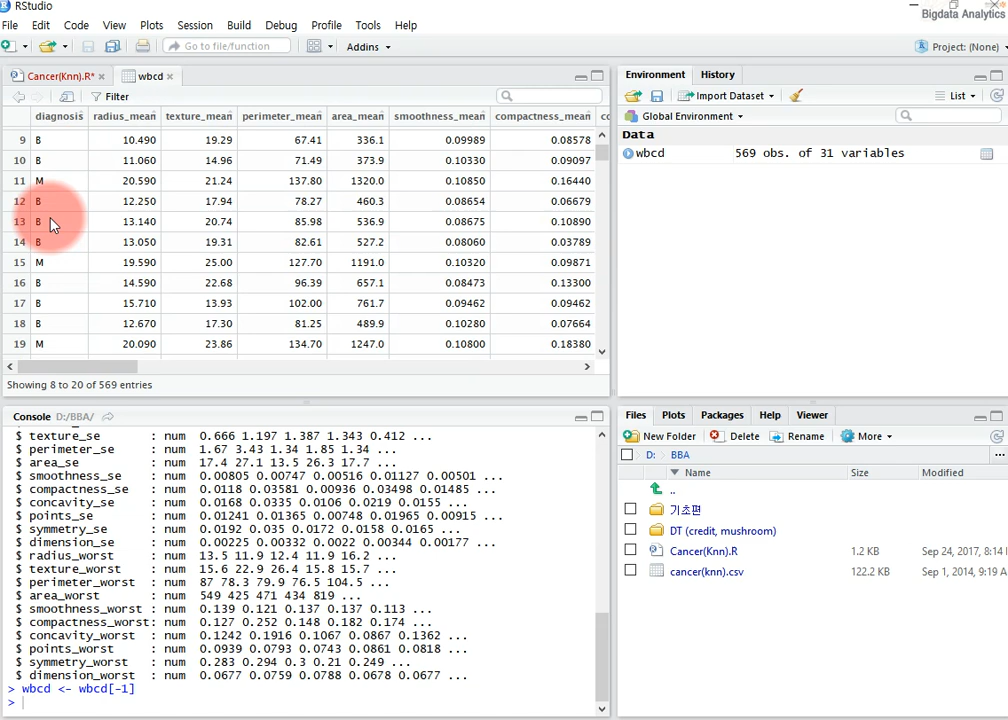 RStudio
Bigdata Analytics
File Edit Code View Plots Session Build Debug Profile Tools Help
Go to file/function Addins Project: (None)
Cancer(Knn).R* wbcd
Filter
diagnosis radius_mean texture_mean perimeter_mean area_mean smoothness_mean compactness_mean co
9 B 10.490 19.29 67.41 336.1 0.09989 0.08578
10 B 11.060 14.96 71.49 373.9 0.10330 0.09097
11 M 20.590 21.24 137.80 1320.0 0.10850 0.16440
12 B 12.250 17.94 78.27 460.3 0.08654 0.06679
13 B 13.140 20.74 85.98 536.9 0.08675 0.10890
14 B 13.050 19.31 82.61 527.2 0.08060 0.03789
15 M 19.590 25.00 127.70 1191.0 0.10320 0.09871
16 B 14.590 22.68 96.39 657.1 0.08473 0.13300
17 B 15.710 13.93 102.00 761.7 0.09462 0.09462
18 B 12.670 17.30 81.25 489.9 0.10280 0.07664
19 M 20.090 23.86 134.70 1247.0 0.10800 0.18380
Showing 8 to 20 of 569 entries
Environment History
Import Dataset List
Global Environment
Data
wbcd 569 obs. of 31 variables
Console D:/BBA/
$ texture_se : num 0.666 1.197 1.387 1.343 0.412 ...
$ perimeter_se : num 1.67 3.43 1.34 1.85 1.34 ...
$ area_se : num 17.4 27.1 13.5 26.3 17.7 ...
$ smoothness_se : num 0.00805 0.00747 0.00516 0.01127 0.00501 ...
$ compactness_se : num 0.0118 0.03581 0.00936 0.03498 0.01485 ...
$ concavity_se : num 0.0168 0.0335 0.0106 0.0219 0.0155 ...
$ points_se : num 0.01241 0.01365 0.00748 0.01965 0.00915 ...
$ symmetry_se : num 0.0192 0.035 0.0172 0.0158 0.0165 ...
$ dimension_se : num 0.00225 0.00332 0.0022 0.00344 0.00177 ...
$ radius_worst : num 13.5 11.9 12.4 11.9 16.2 ...
$ texture_worst : num 15.6 22.9 26.4 15.8 15.7 ...
$ perimeter_worst : num 87 78.3 79.9 76.5 104.5 ...
$ area_worst : num 549 425 471 434 819 ...
$ smoothness_worst : num 0.139 0.121 0.137 0.137 0.113 ...
$ compactness_worst: num 0.127 0.252 0.148 0.182 0.174 ...
$ concavity_worst : num 0.1242 0.1916 0.1067 0.0867 0.1362 ...
$ points_worst : num 0.0939 0.0793 0.0743 0.0861 0.0818 ...
$ symmetry_worst : num 0.283 0.294 0.3 0.21 0.249 ...
$ dimension_worst : num 0.0677 0.0759 0.0788 0.0678 0.0677 ...
> wbcd <- wbcd[-1]
>
Files Plots Packages Help Viewer
New Folder Delete Rename More
D: BBA
Name Size Modified
..
기초편
DT (credit, mushroom)
Cancer(Knn).R 1.2 KB Sep 24, 2017, 8:14
cancer(knn).csv 122.2 KB Sep 1, 2014, 9:19 A